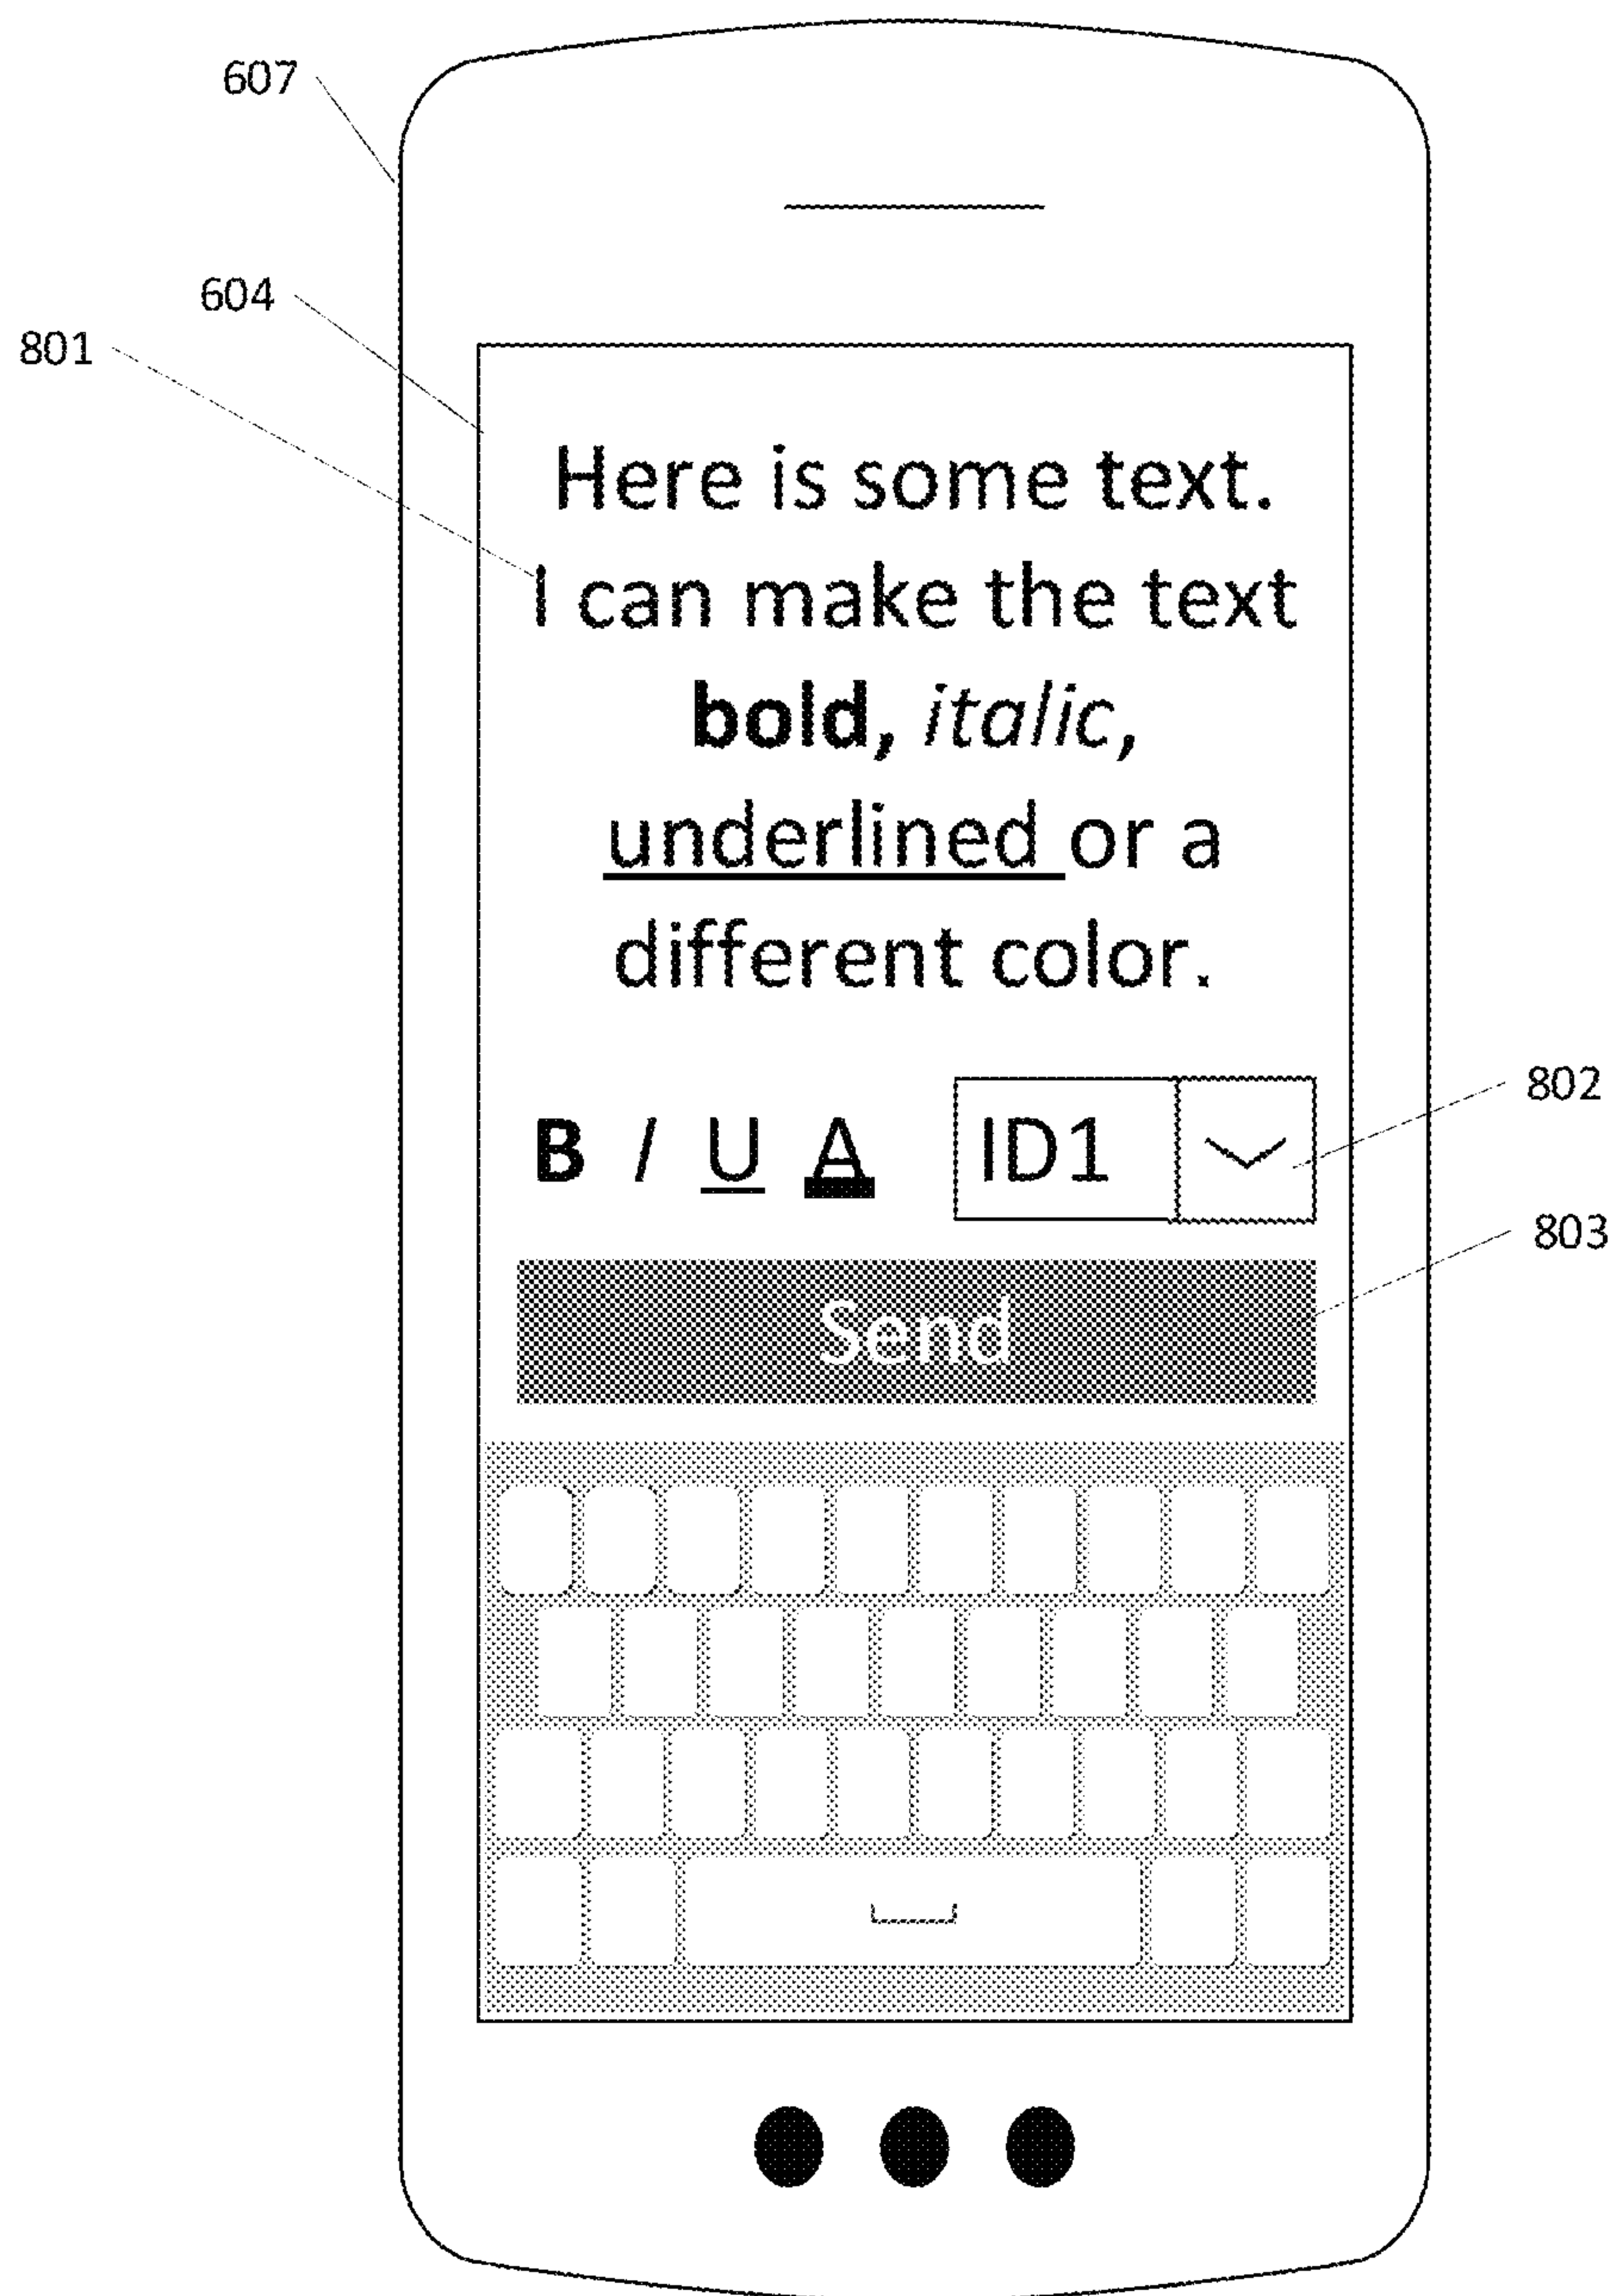 607
604
801
Here is some text.
I can make the text
bold, italic,
underlined or a
different color.
802
B I U A ID1
803
Send